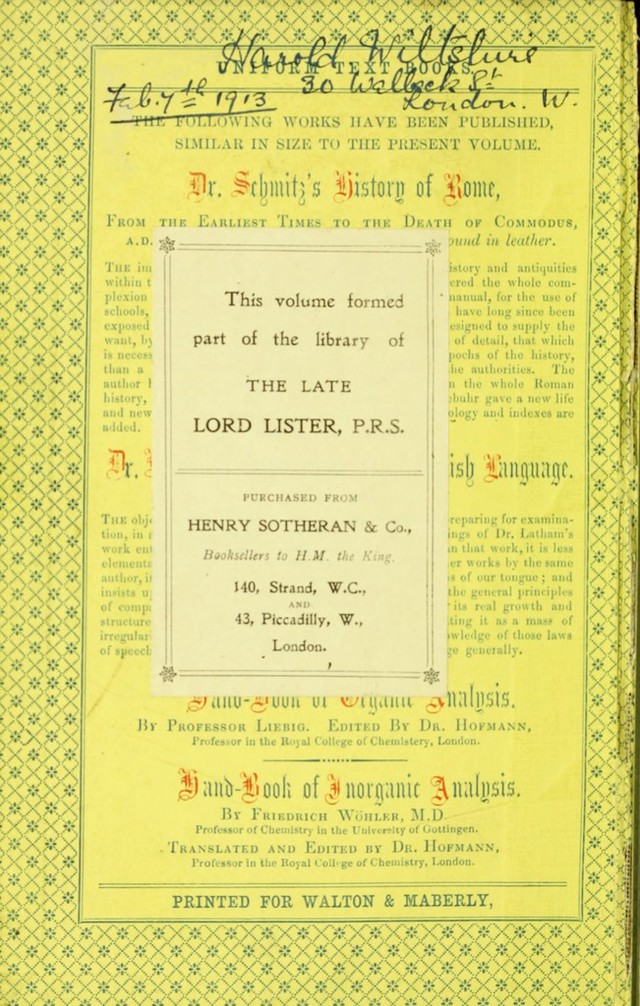 Harold Wiltshire
UNIFORM TEXT BOOKS.
30 Wallack St.
Feb. 7th 1913
London. W.
THE FOLLOWING WORKS HAVE BEEN PUBLISHED,
SIMILAR IN SIZE TO THE PRESENT VOLUME.
Dr. Schmitz's History of Rome,
FROM THE EARLIEST TIMES TO THE DEATH OF COMMODUS,
A.D. ound in leather.
THE im istory and antiquities
within t ered the whole com-
plexion manual, for the use of
schools, have long since been
exposed esigned to supply the
want, by of detail, that which
is necess pochs of the history,
than a he authorities. The
author n the whole Roman
history, ebuhr gave a new life
and new ology and indexes are
added.
This volume formed
part of the library of
THE LATE
LORD LISTER, P.R.S.
PURCHASED FROM
HENRY SOTHERAN & Co.,
Booksellers to H.M. the King.
140, Strand, W.C.,
AND
43, Piccadilly, W.,
London.
Dr. ish Language.
THE obje reparing for examina-
tion, in ings of Dr. Latham's
work ent n that work, it is less
elementa er works by the same
author, i s of our tongue; and
insists u the general principles
of comp its real growth and
structure ting it as a mass of
irregular wledge of those laws
of speech ge generally.
Hand-Book of Organic Analysis.
BY PROFESSOR LIEBIG. EDITED BY DR. HOFMANN,
Professor in the Royal College of Chemistery, London.
Hand-Book of Inorganic Analysis.
BY FRIEDRICH WÖHLER, M.D.
Professor of Chemistry in the University of Gottingen.
TRANSLATED AND EDITED BY DR. HOFMANN,
Professor in the Royal College of Chemistry, London.
PRINTED FOR WALTON & MABERLY,